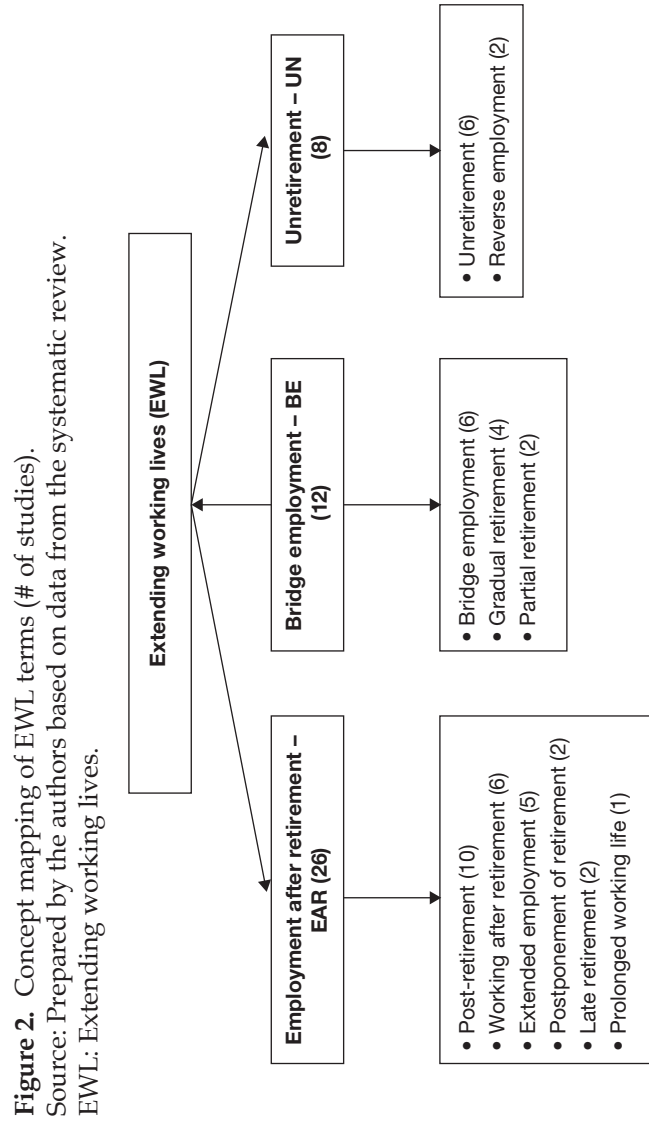 Figure 2. Concept mapping of EWL terms (# of studies).
Source: Prepared by the authors based on data from the systematic review.
EWL: Extending working lives.
Extending working lives (EWL)
Employment after retirement –
EAR (26)
• Post-retirement (10)
• Working after retirement (6)
• Extended employment (5)
• Postponement of retirement (2)
• Late retirement (2)
• Prolonged working life (1)
Bridge employment – BE
(12)
• Bridge employment (6)
• Gradual retirement (4)
• Partial retirement (2)
Unretirement – UN
(8)
• Unretirement (6)
• Reverse employment (2)